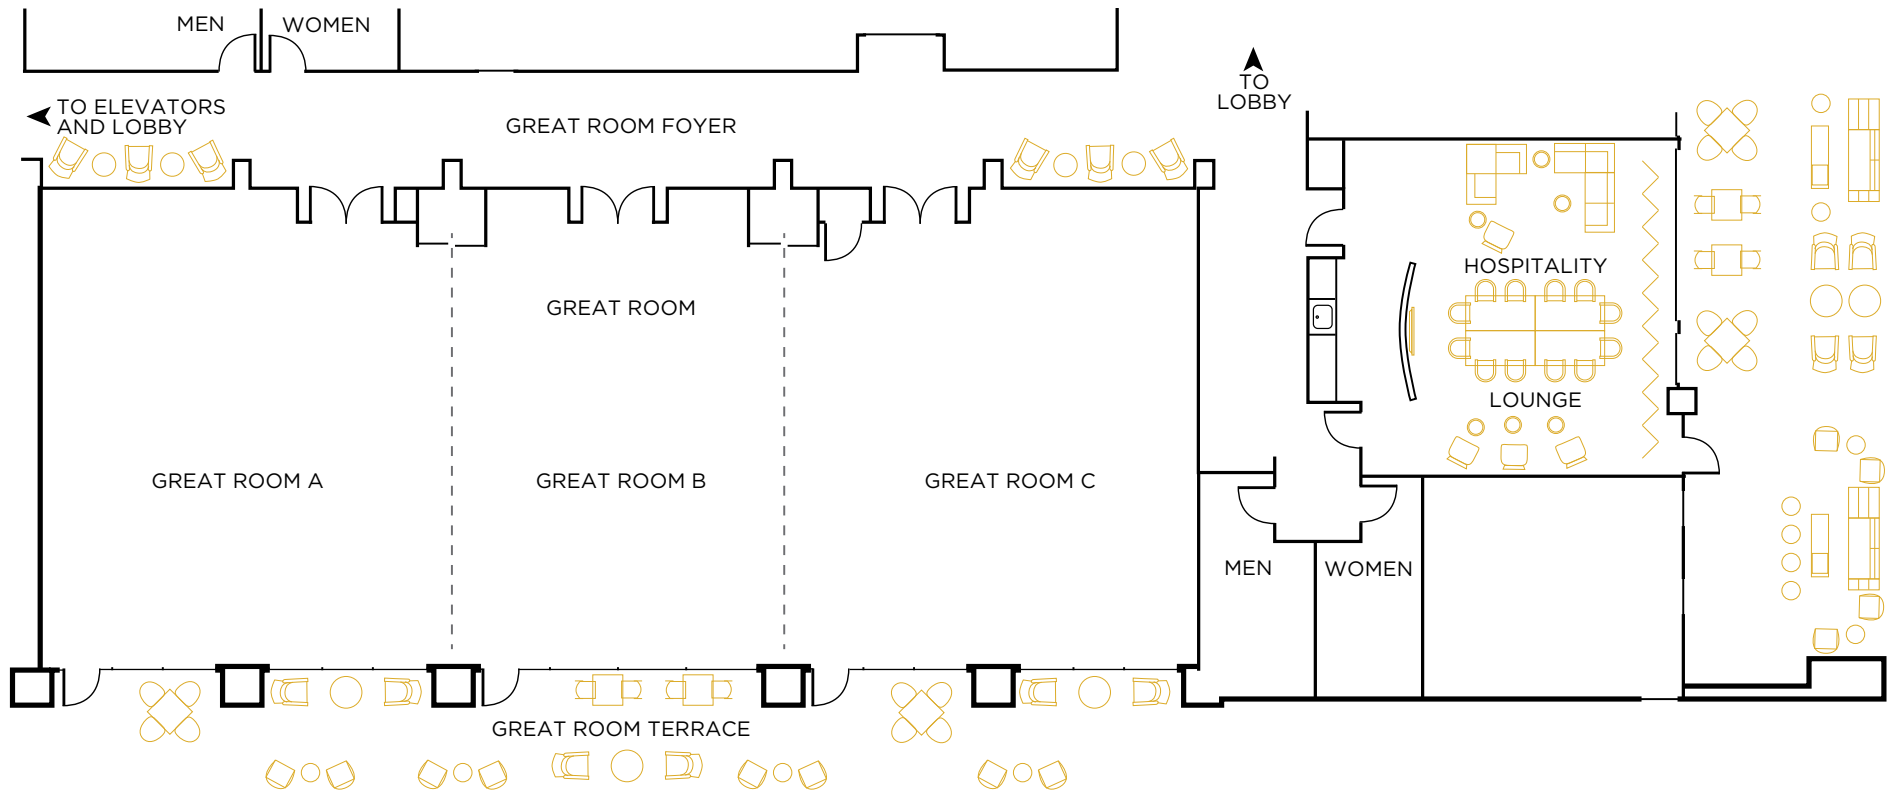 MEN
WOMEN
TO ELEVATORS
AND LOBBY
GREAT ROOM FOYER
TO
LOBBY
HOSPITALITY
LOUNGE
GREAT ROOM
GREAT ROOM A
GREAT ROOM B
GREAT ROOM C
MEN
WOMEN
GREAT ROOM TERRACE